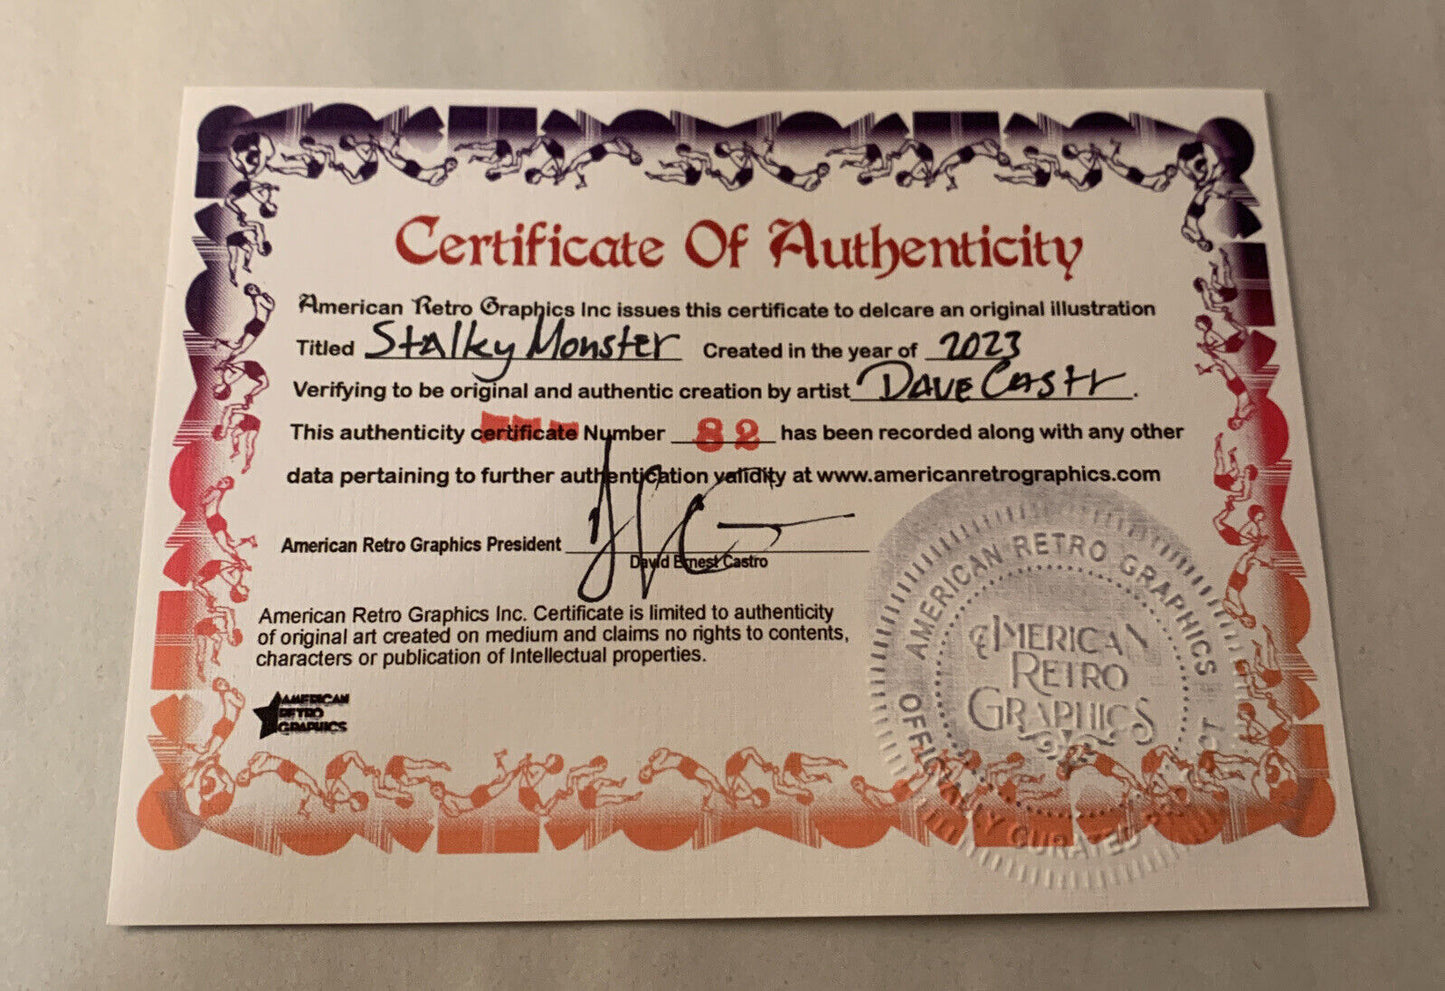 Certificate Of Authenticity
American Retro Graphics Inc issues this certificate to delcare an original illustration
Titled Stalky Monster Created in the year of 2023
Verifying to be original and authentic creation by artist Dave Castr.
This authenticity certificate Number 82 has been recorded along with any other
data pertaining to further authentication validity at www.americanretrographics.com
American Retro Graphics President
David Ernest Castro
American Retro Graphics Inc. Certificate is limited to authenticity
of original art created on medium and claims no rights to contents,
characters or publication of Intellectual properties.
AMERICAN
RETRO
GRAPHICS
AMERICAN RETRO GRAPHICS
AMERICAN
RETRO
GRAPHICS
OFFICIALLY CURATED